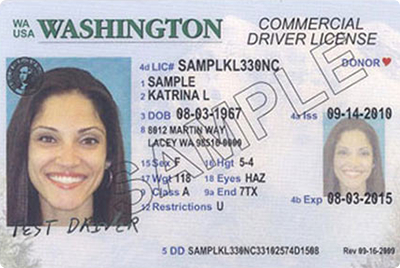 WA USA WASHINGTON
COMMERCIAL
DRIVER LICENSE
4d LIC# SAMPLKL330NC
DONOR
1 SAMPLE
2 KATRINA L
3 DOB 08-03-1967
4a Iss 09-14-2010
8 8012 MARTIN WAY
LACEY WA 98516-0000
15 Sex F 16 Hgt 5-4
17 Wgt 118 18 Eyes HAZ
9 Class A 9a End 7TX
4b Exp 08-03-2015
12 Restrictions U
TEST DRIVER
SAMPLE
5 DD SAMPLKL330NC33102574D1508
Rev 09-16-2009